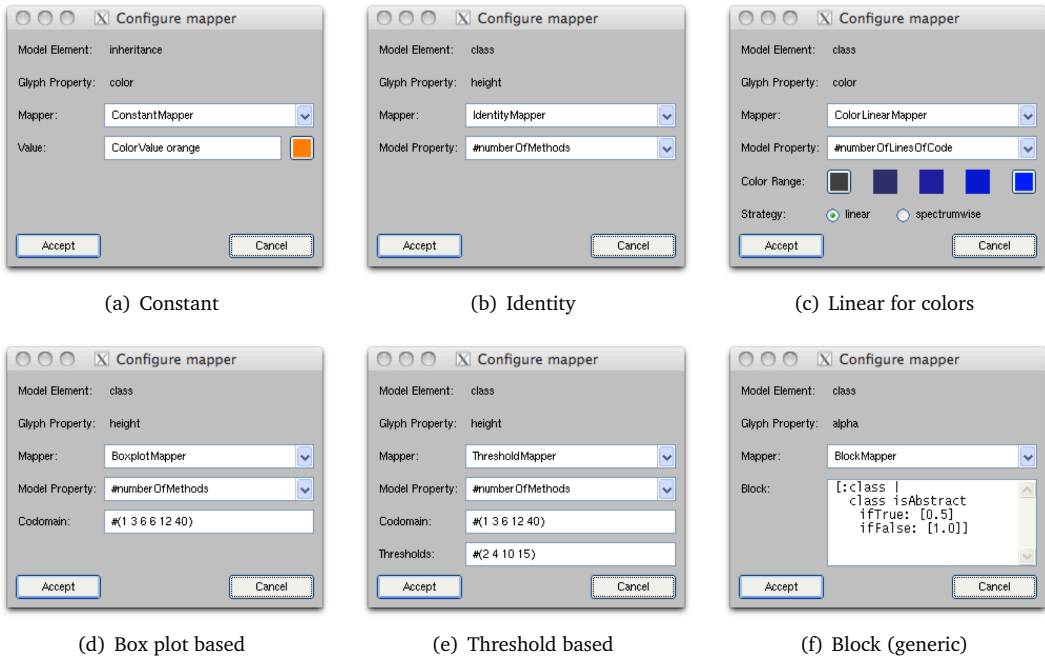 Configure mapper
Model Element: inheritance
Glyph Property: color
Mapper: ConstantMapper
Value: ColorValue orange
Accept Cancel
(a) Constant
Configure mapper
Model Element: class
Glyph Property: height
Mapper: IdentityMapper
Model Property: #numberOfMethods
Accept Cancel
(b) Identity
Configure mapper
Model Element: class
Glyph Property: color
Mapper: ColorLinearMapper
Model Property: #numberOfLinesOfCode
Color Range:
Strategy: linear spectrumwise
Accept Cancel
(c) Linear for colors
Configure mapper
Model Element: class
Glyph Property: height
Mapper: BoxplotMapper
Model Property: #numberOfMethods
Codomain: #(1 3 6 6 12 40)
Accept Cancel
(d) Box plot based
Configure mapper
Model Element: class
Glyph Property: height
Mapper: ThresholdMapper
Model Property: #numberOfMethods
Codomain: #(1 3 6 12 40)
Thresholds: #(2 4 10 15)
Accept Cancel
(e) Threshold based
Configure mapper
Model Element: class
Glyph Property: alpha
Mapper: BlockMapper
Block: [:class |
class isAbstract
ifTrue: [0.5]
ifFalse: [1.0]]
Accept Cancel
(f) Block (generic)